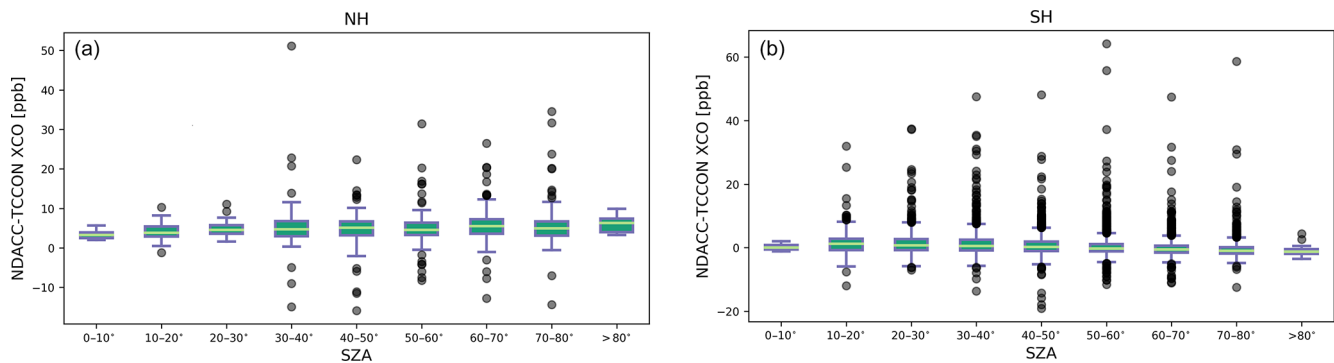 NH
(a)
NDACC-TCCON XCO [ppb]
50
40
30
20
10
0
−10
0–10° 10–20° 20–30° 30–40° 40–50° 50–60° 60–70° 70–80° >80°
SZA
SH
(b)
NDACC-TCCON XCO [ppb]
60
40
20
0
−20
0–10° 10–20° 20–30° 30–40° 40–50° 50–60° 60–70° 70–80° >80°
SZA